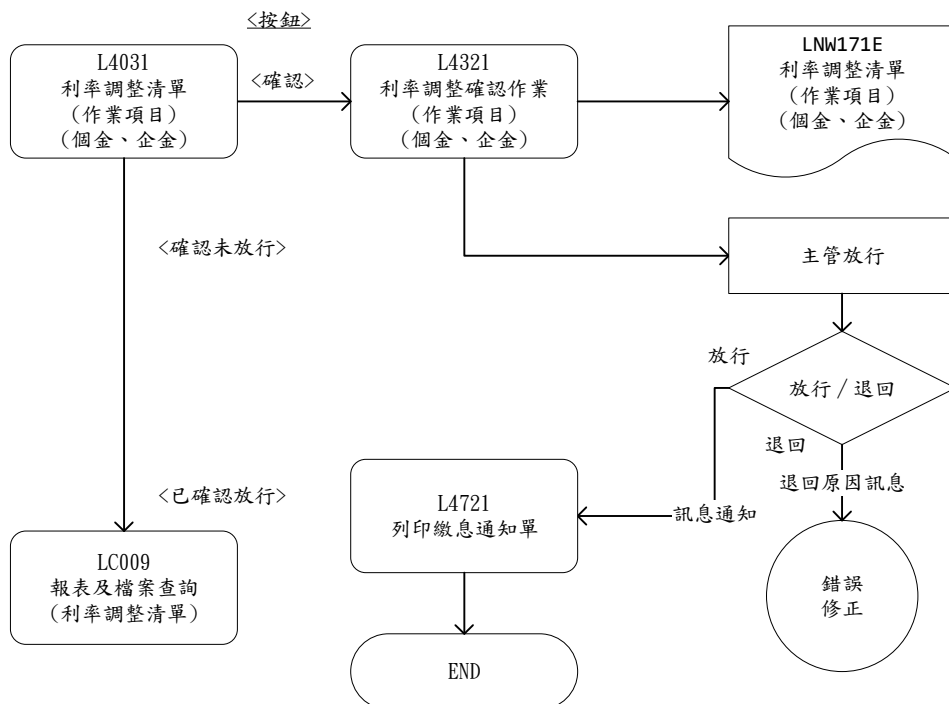 <按鈕>
L4031
利率調整清單
(作業項目)
(個金、企金)
<確認>
L4321
利率調整確認作業
(作業項目)
(個金、企金)
LNW171E
利率調整清單
(作業項目)
(個金、企金)
<確認未放行>
主管放行
放行
放行/退回
退回
退回原因訊息
<已確認放行>
L4721
列印繳息通知單
訊息通知
LC009
報表及檔案查詢
(利率調整清單)
錯誤
修正
END